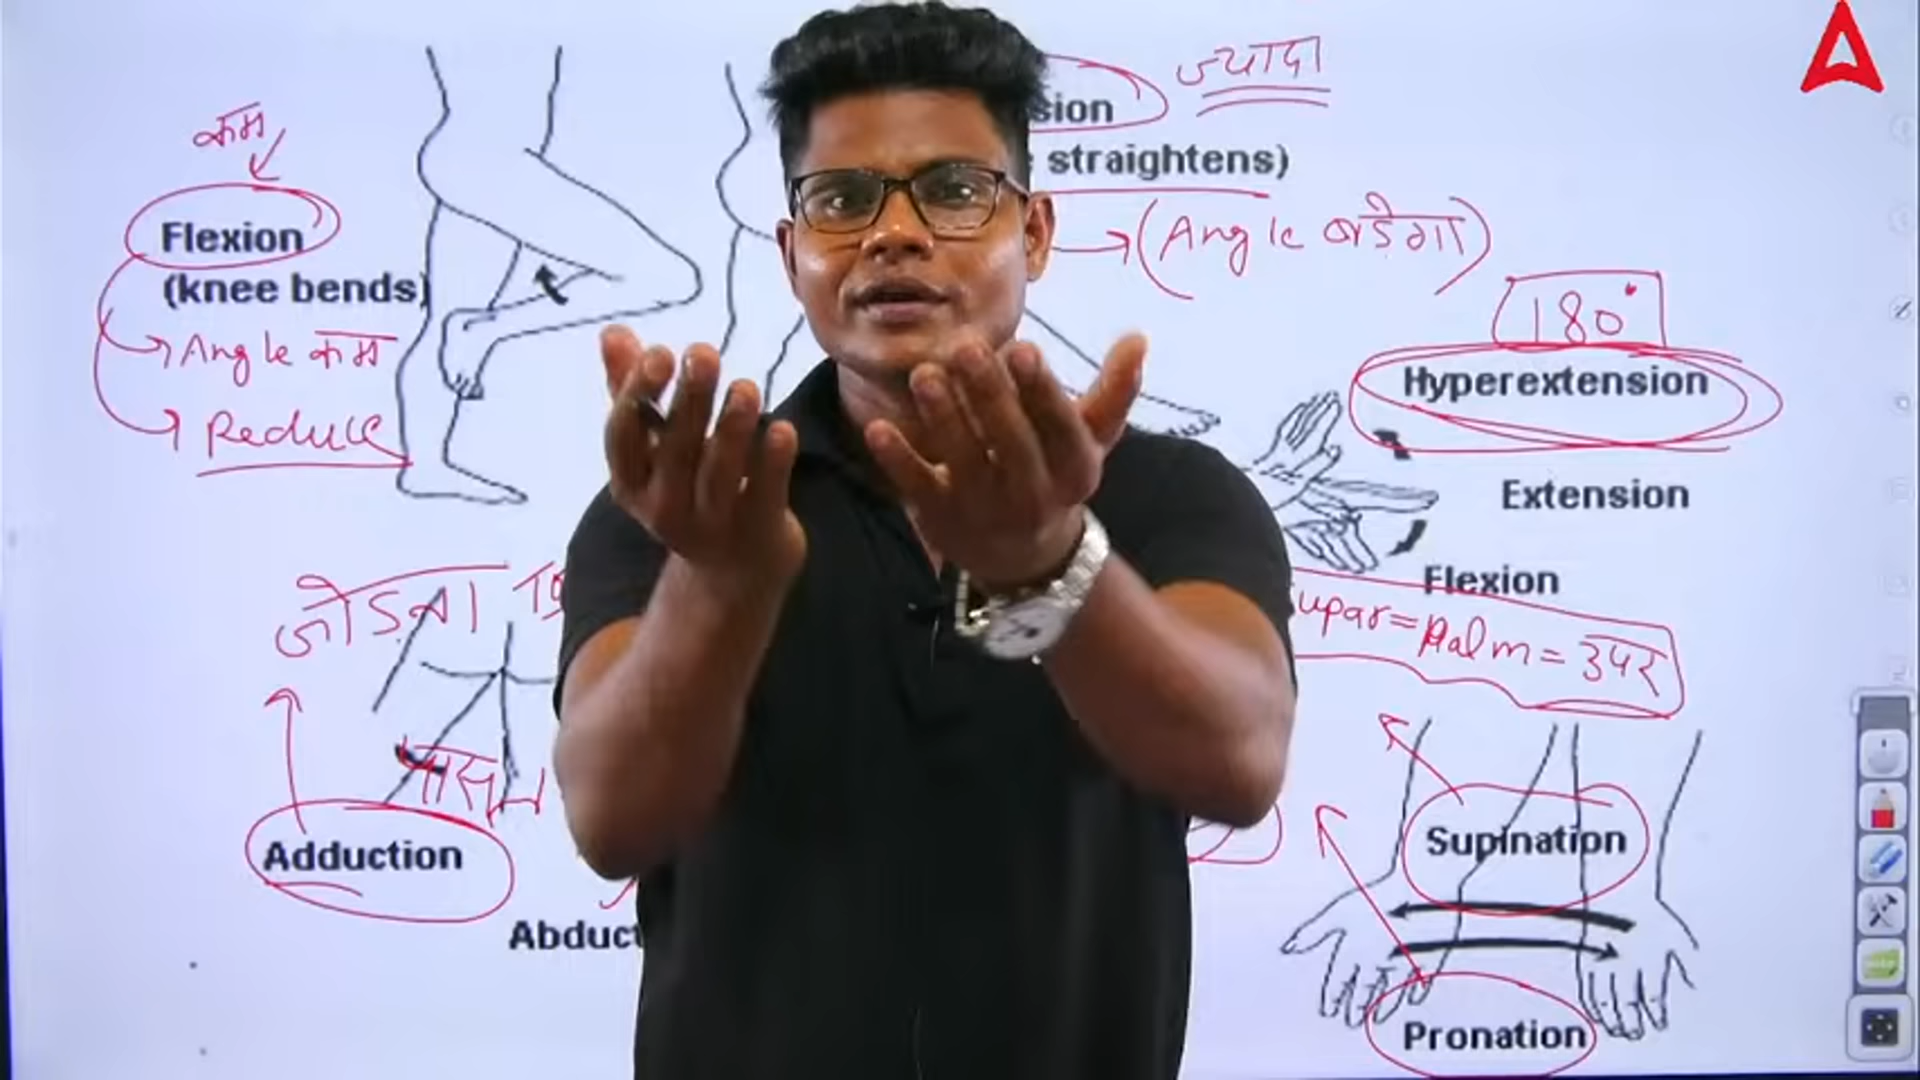 ज्यादा
कम
sion
straightens)
Flexion
(knee bends)
(Angle बढेगा)
180°
Angle कम
Hyperextension
Reduce
Extension
Flexion
जोडना
upar=Palm=उपर
पास
Supination
Adduction
Abduct
Pronation